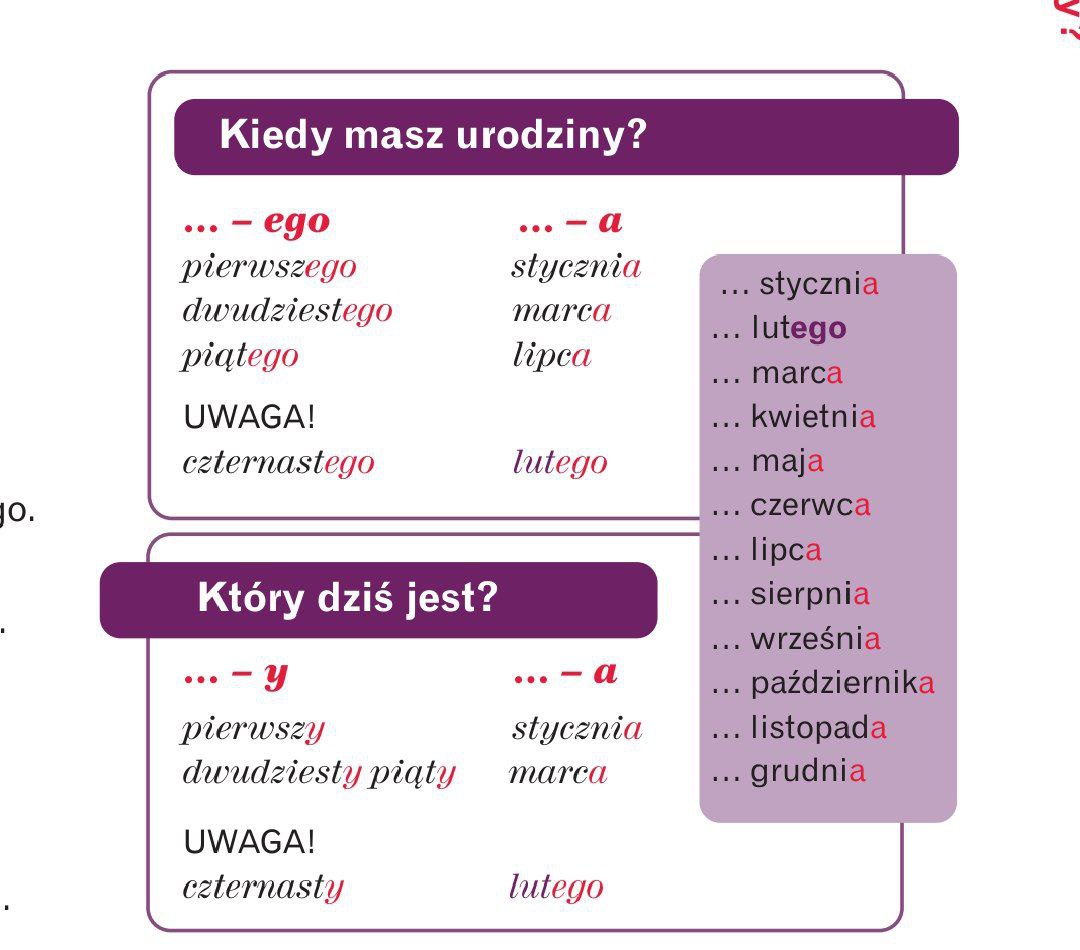 y?
Kiedy masz urodziny?
... – ego ... – a
pierwszego stycznia
dwudziestego marca
piątego lipca
UWAGA!
czternastego lutego
... stycznia
... lutego
... marca
... kwietnia
... maja
... czerwca
... lipca
... sierpnia
... września
... października
... listopada
... grudnia
go.
.
Który dziś jest?
... – y ... – a
pierwszy stycznia
dwudziesty piąty marca
UWAGA!
czternasty lutego
.